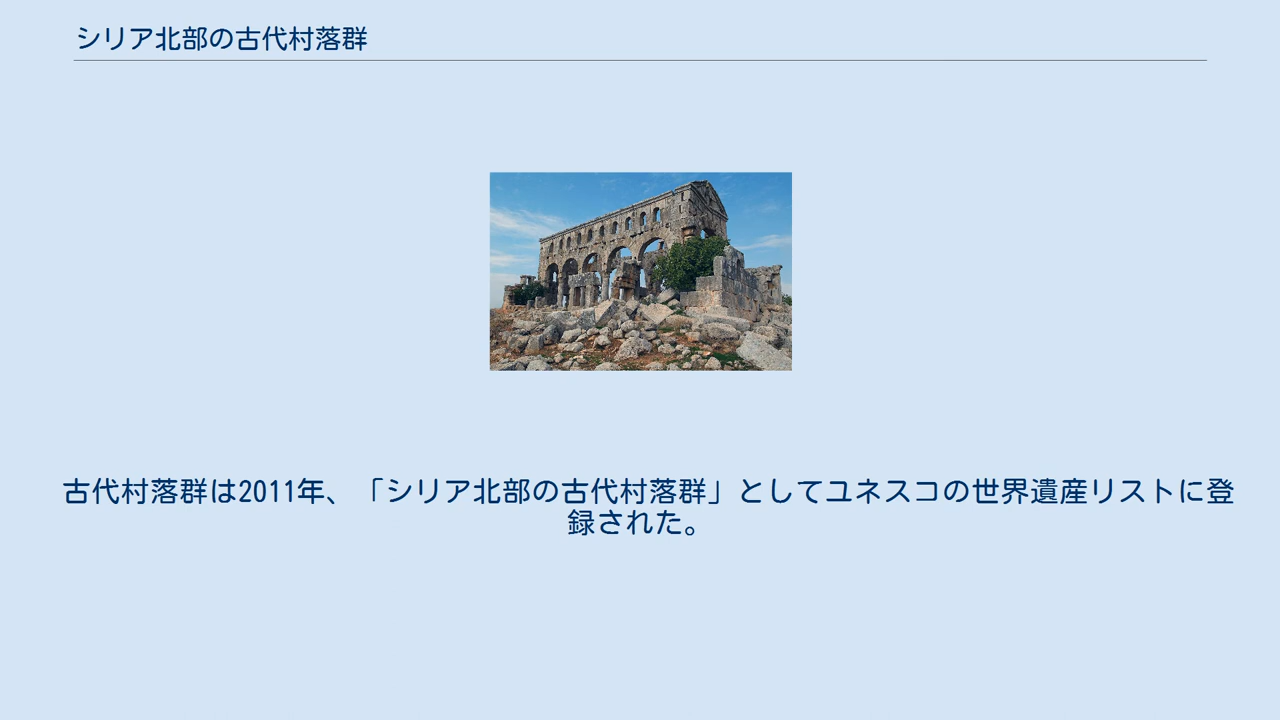 シリア北部の古代村落群
古代村落群は2011年、「シリア北部の古代村落群」としてユネスコの世界遺産リストに登
録された。